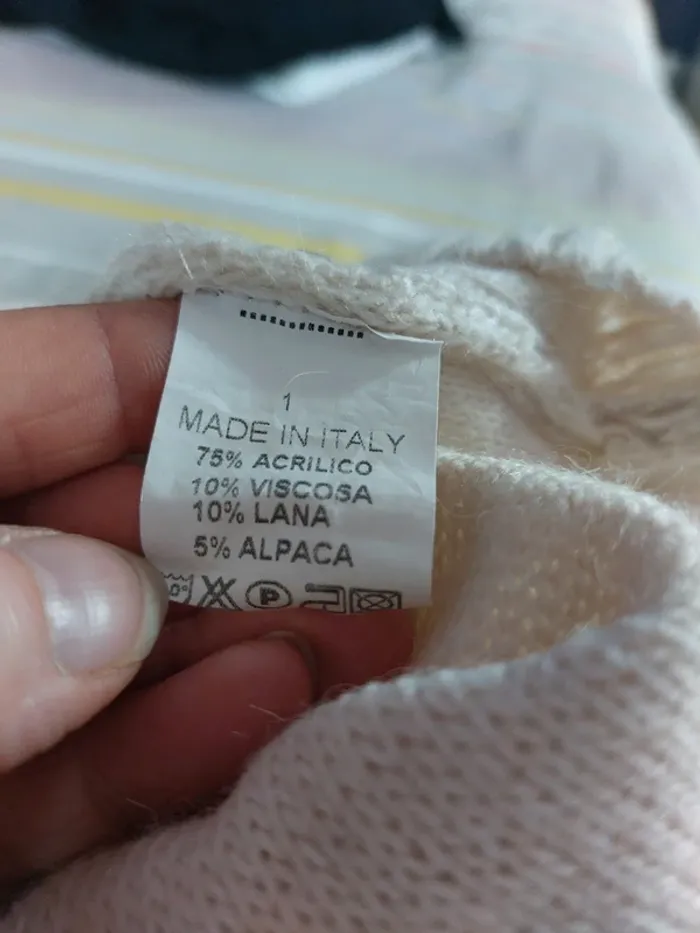 1
MADE IN ITALY
75% ACRILICO
10% VISCOSA
10% LANA
5% ALPACA
P